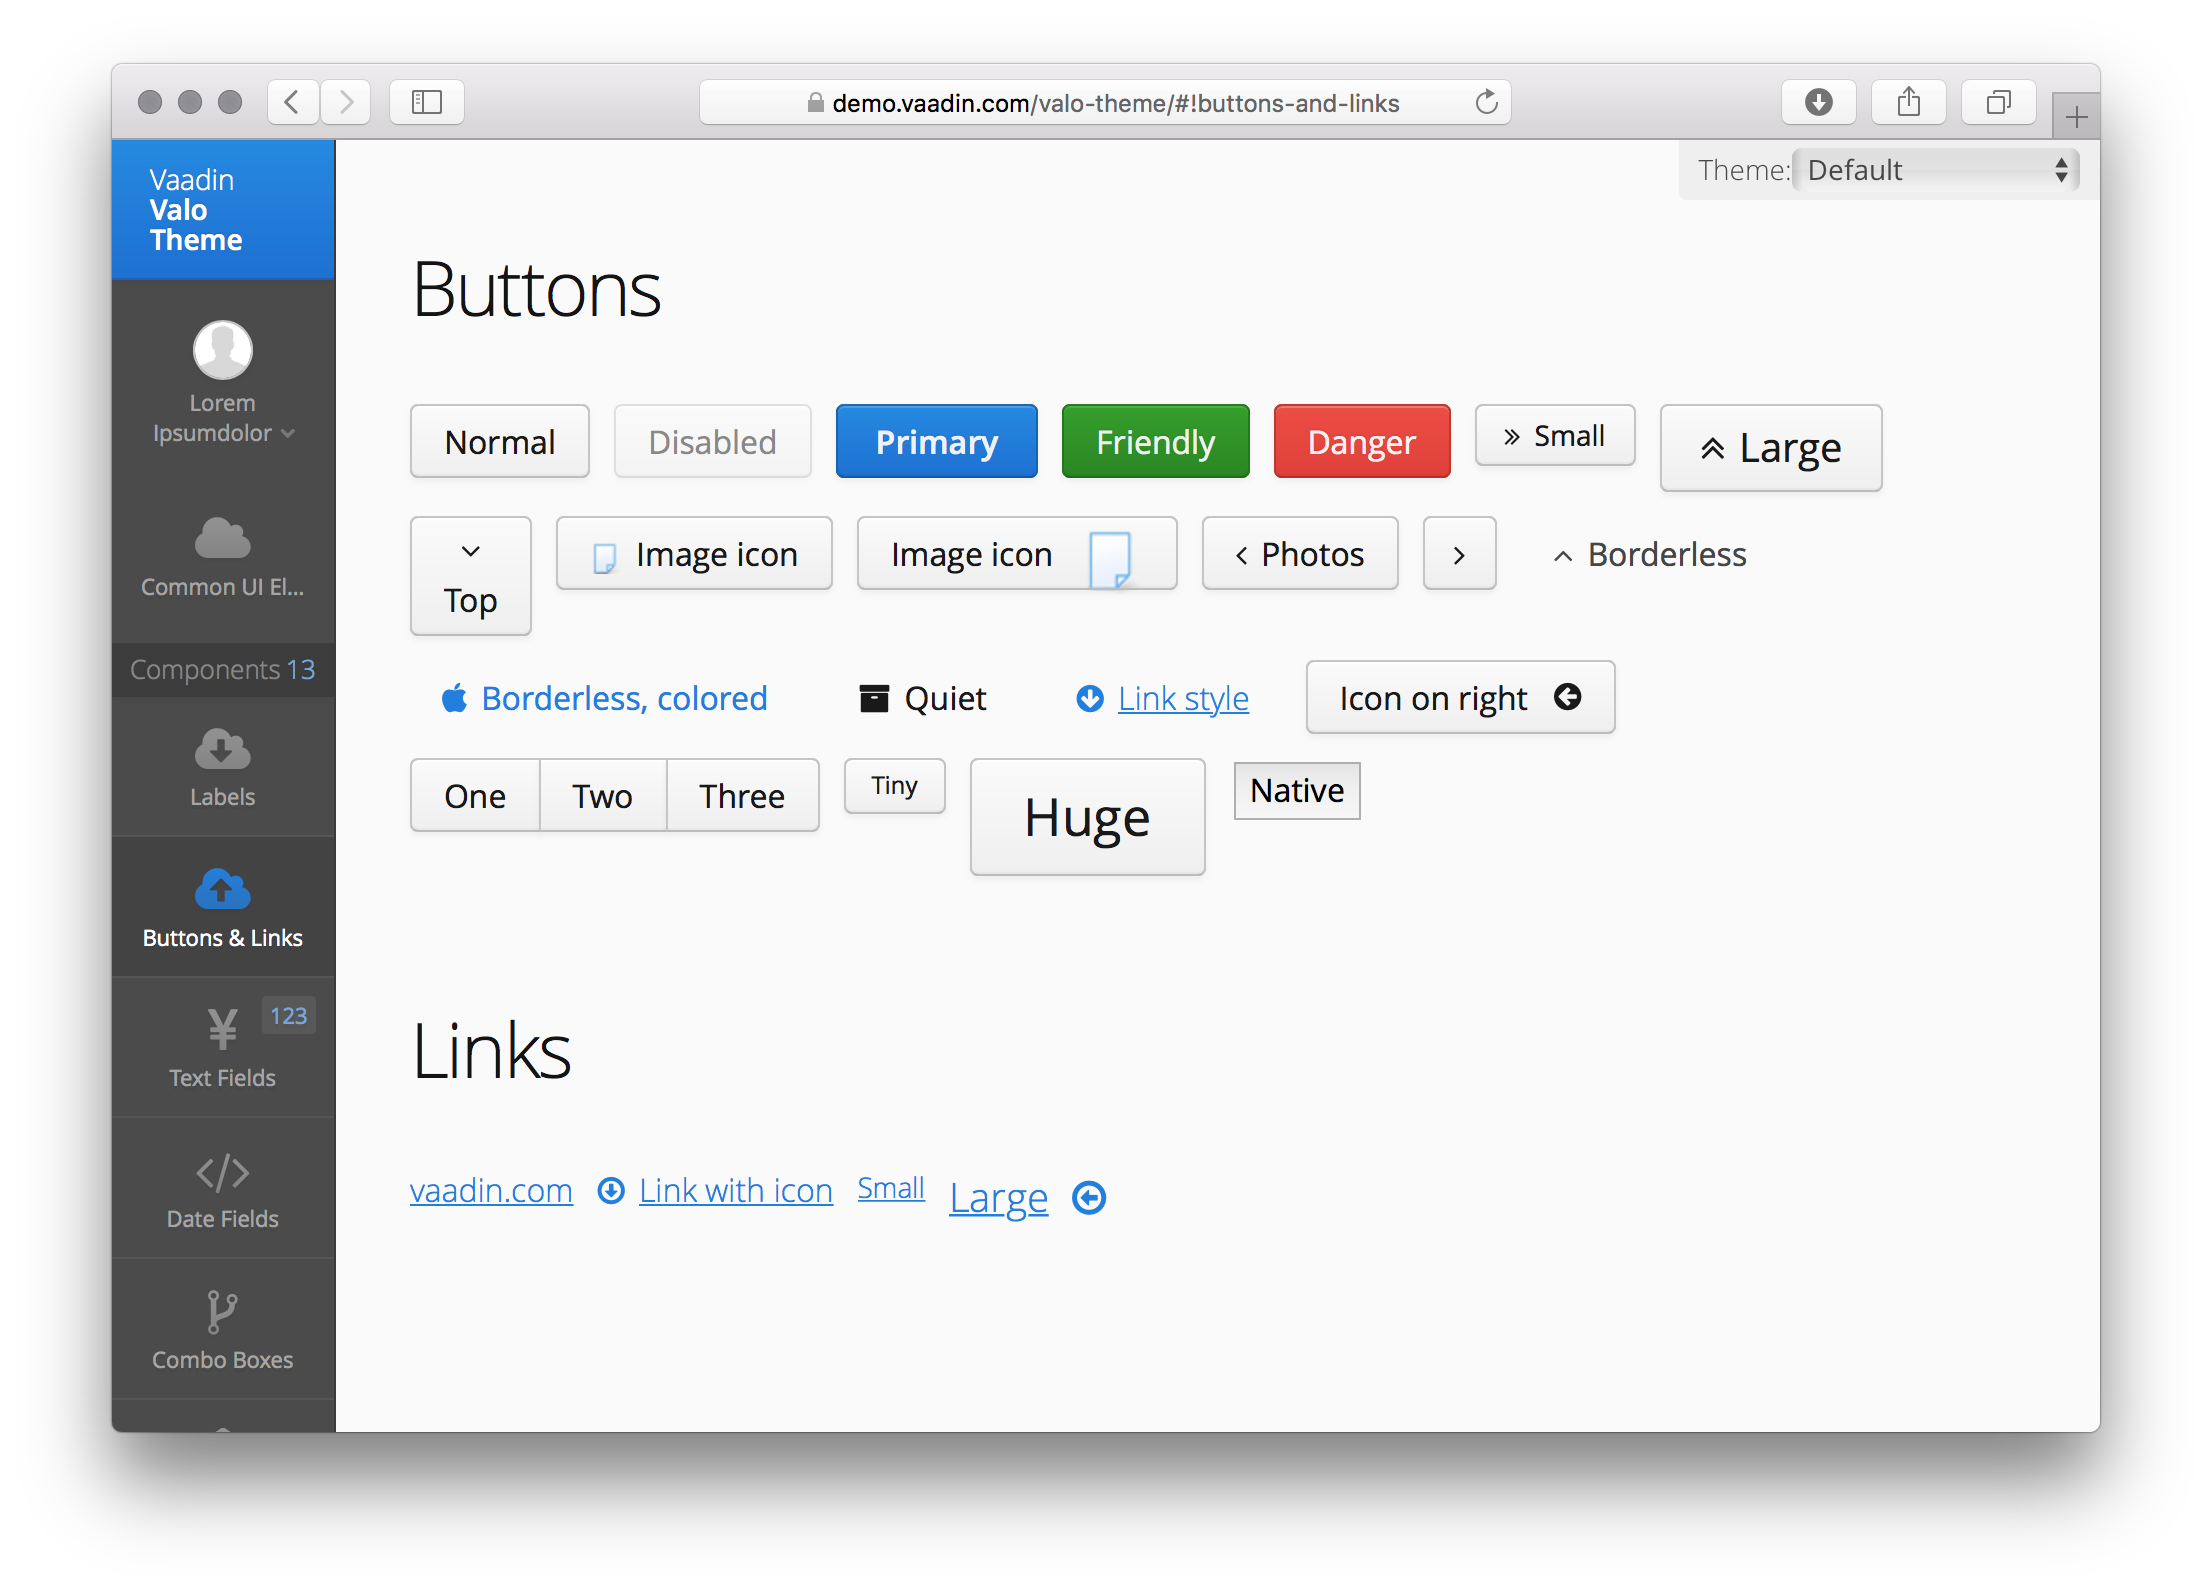 demo.vaadin.com/valo-theme/#!buttons-and-links
Vaadin
Valo
Theme
Theme: Default
Lorem
Ipsumdolor
Common UI El...
Components 13
Labels
Buttons & Links
¥ 123
Text Fields
</>
Date Fields
Combo Boxes
Buttons
Normal Disabled Primary Friendly Danger Small Large
Top Image icon Image icon Photos Borderless
Borderless, colored Quiet Link style Icon on right
One Two Three Tiny Huge Native
Links
vaadin.com Link with icon Small Large